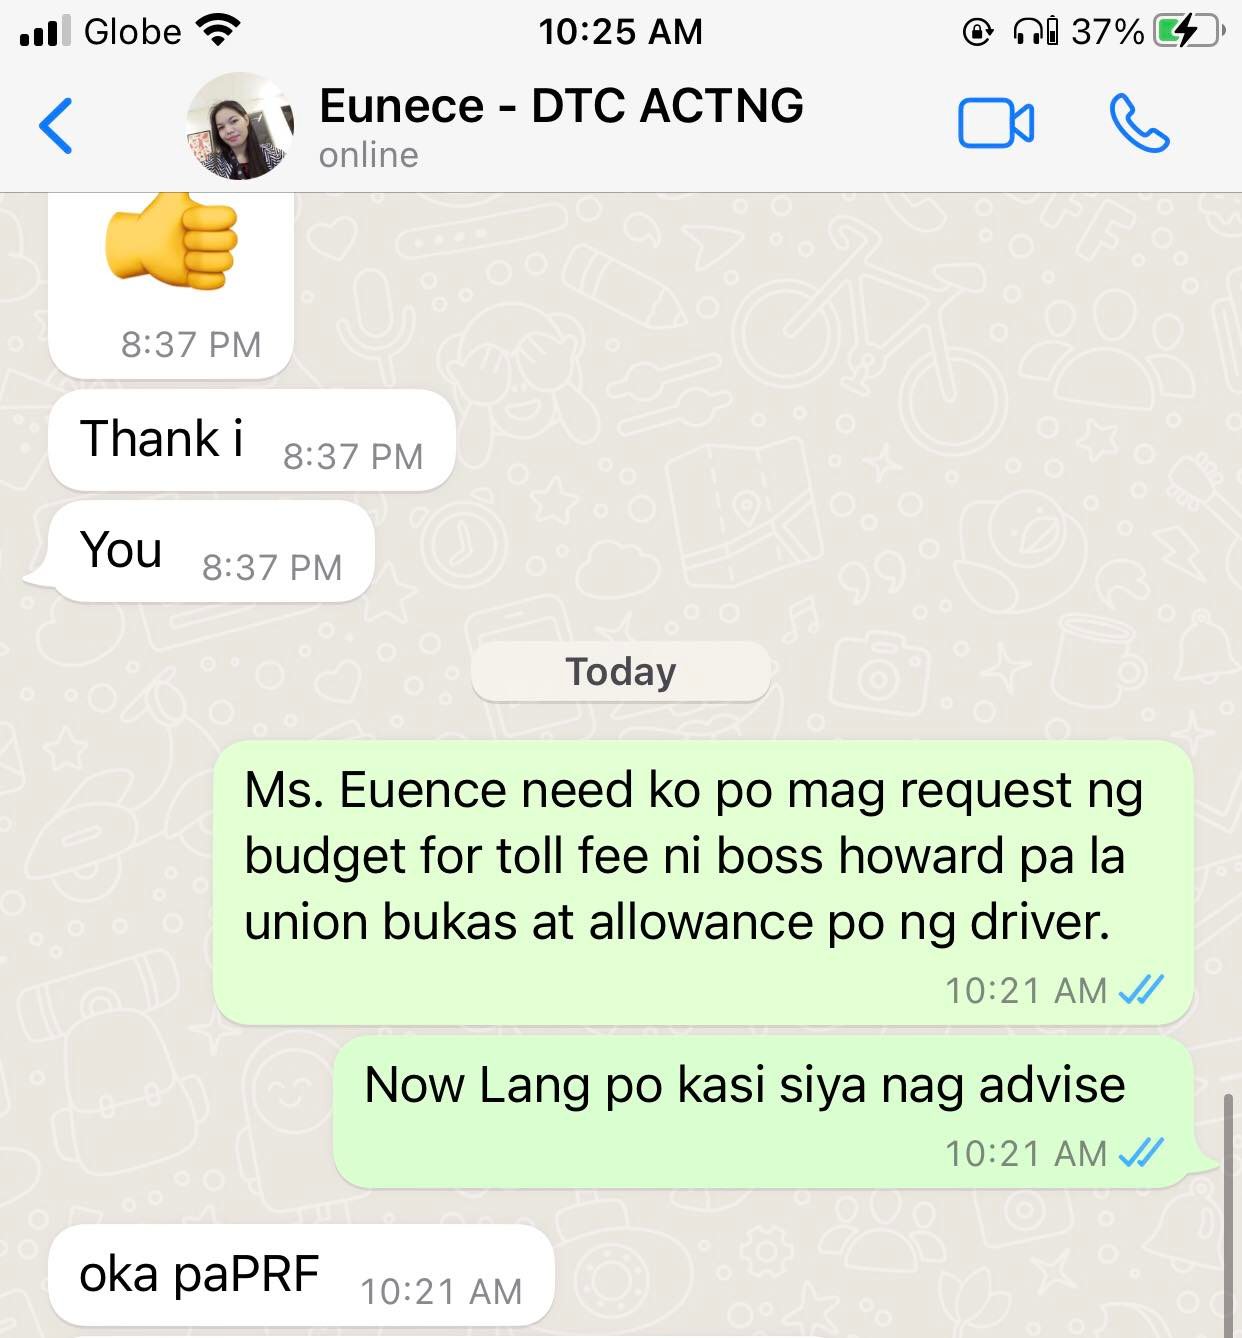 Globe 10:25 AM 37%
Eunece - DTC ACTNG
online
8:37 PM
Thank i 8:37 PM
You 8:37 PM
Today
Ms. Euence need ko po mag request ng
budget for toll fee ni boss howard pa la
union bukas at allowance po ng driver.
10:21 AM
Now Lang po kasi siya nag advise
10:21 AM
oka paPRF 10:21 AM